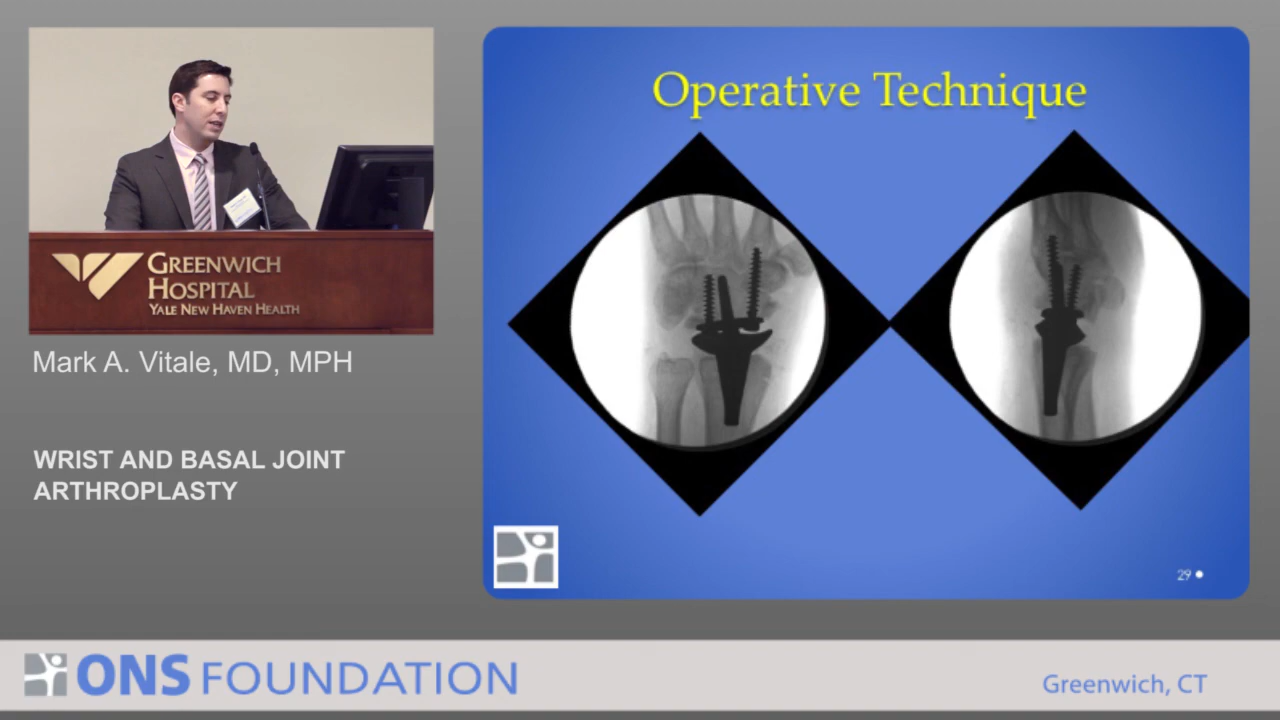 Operative Technique
GREENWICH
HOSPITAL
YALE NEW HAVEN HEALTH
Mark A. Vitale, MD, MPH
WRIST AND BASAL JOINT
ARTHROPLASTY
29
ONS FOUNDATION
Greenwich, CT